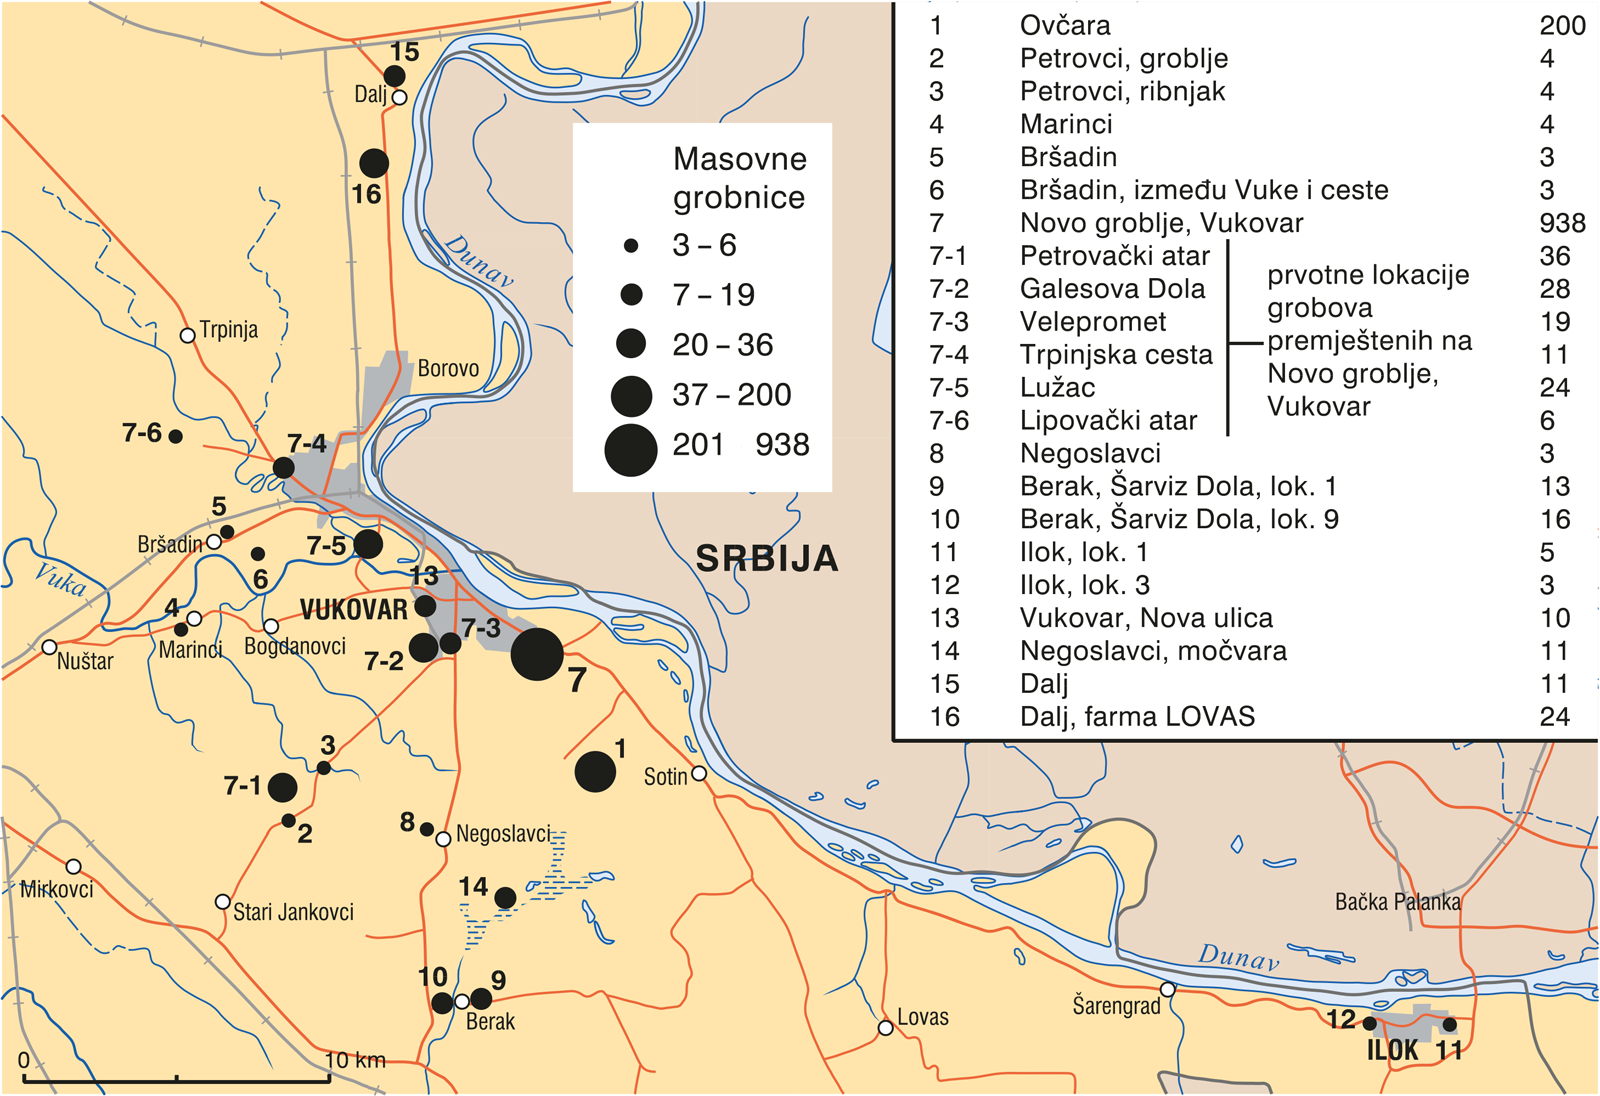 1 Ovčara 200
2 Petrovci, groblje 4
3 Petrovci, ribnjak 4
4 Marinci 4
5 Bršadin 3
6 Bršadin, između Vuke i ceste 3
7 Novo groblje, Vukovar 938
7-1 Petrovački atar 36
7-2 Galesova Dola 28
7-3 Velepromet 19
7-4 Trpinjska cesta 11
7-5 Lužac 24
7-6 Lipovački atar 6
prvotne lokacije
grobova
premještenih na
Novo groblje,
Vukovar
8 Negoslavci 3
9 Berak, Šarviz Dola, lok. 1 13
10 Berak, Šarviz Dola, lok. 9 16
11 Ilok, lok. 1 5
12 Ilok, lok. 3 3
13 Vukovar, Nova ulica 10
14 Negoslavci, močvara 11
15 Dalj 11
16 Dalj, farma LOVAS 24
Masovne
grobnice
3 – 6
7 – 19
20 – 36
37 – 200
201 938
15
Dalj
16
Dunav
Trpinja
Borovo
7-6
7-4
5
Bršadin
7-5
6
SRBIJA
Vuka
13
4
VUKOVAR
7-3
Marinci
Bogdanovci
Nuštar
7-2
7
3
1
7-1
Sotin
2
8
Negoslavci
Mirkovci
14
Stari Jankovci
Bačka Palanka
Dunav
10
9
Berak
Šarengrad
Lovas
12
ILOK
11
0
10 km